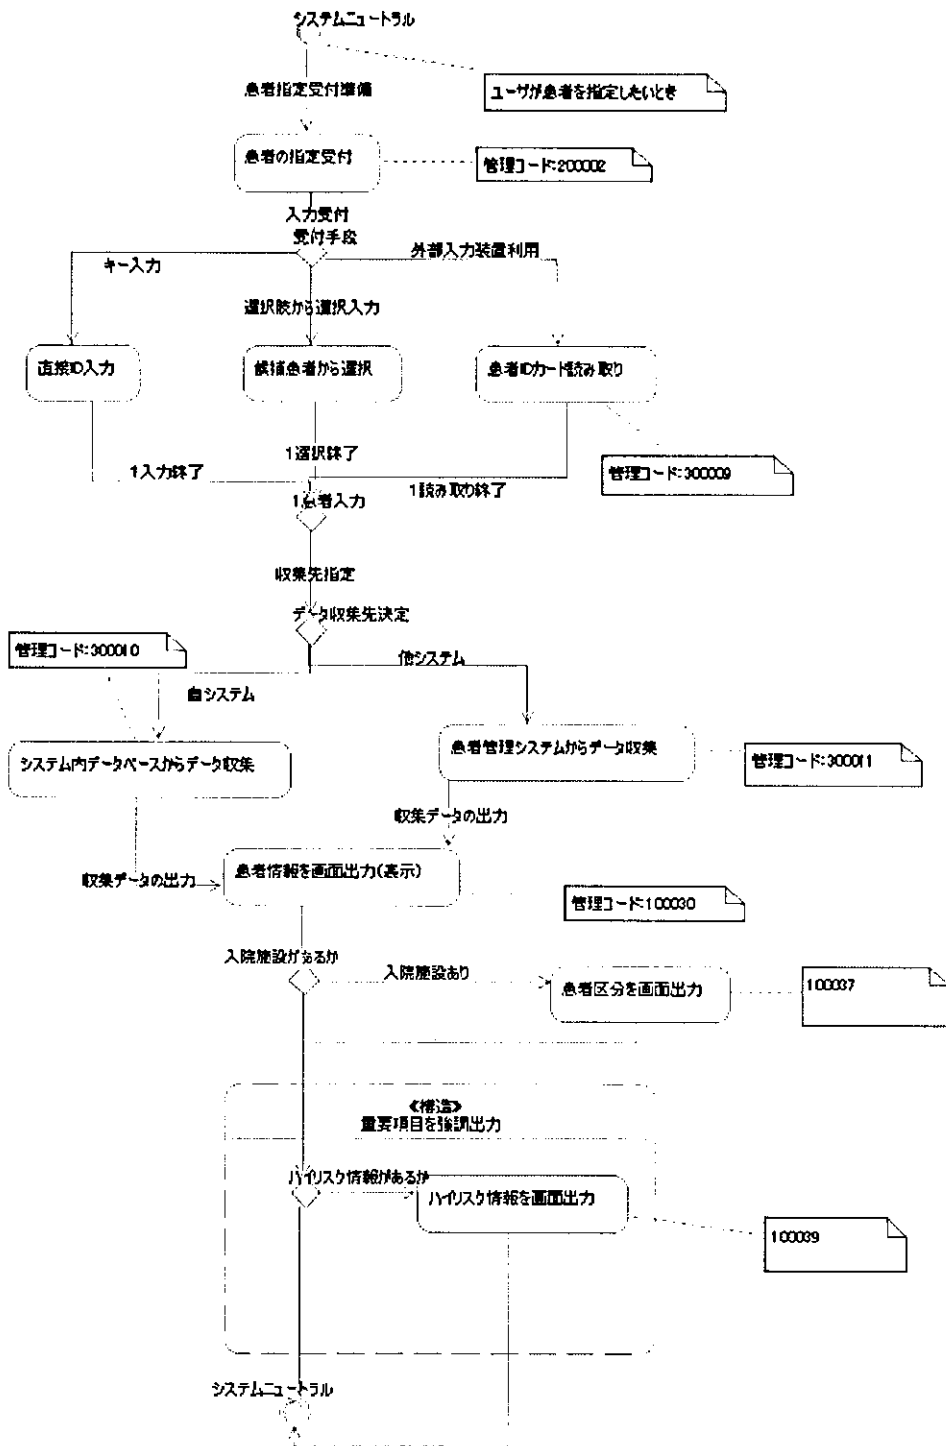 システムニュートラル
患者指定受付準備
ユーザが患者を指定したいとき
患者の指定受付
管理コード:200002
入力受付
受付手段
キー入力
外部入力装置利用
選択肢から選択入力
直接ID入力
候補患者から選択
患者IDカード読み取り
1選択終了
1入力終了
管理コード:300009
1読み取り終了
1患者入力
収集先指定
データ収集先決定
管理コード:300010
他システム
自システム
患者管理システムからデータ収集
システム内データベースからデータ収集
管理コード:300011
収集データの出力
患者情報を画面出力(表示)
収集データの出力
管理コード:100030
入院施設があるか
入院施設あり
患者区分を画面出力
100037
《構造》
重要項目を強調出力
ハイリスク情報があるか
ハイリスク情報を画面出力
100039
システムニュートラル